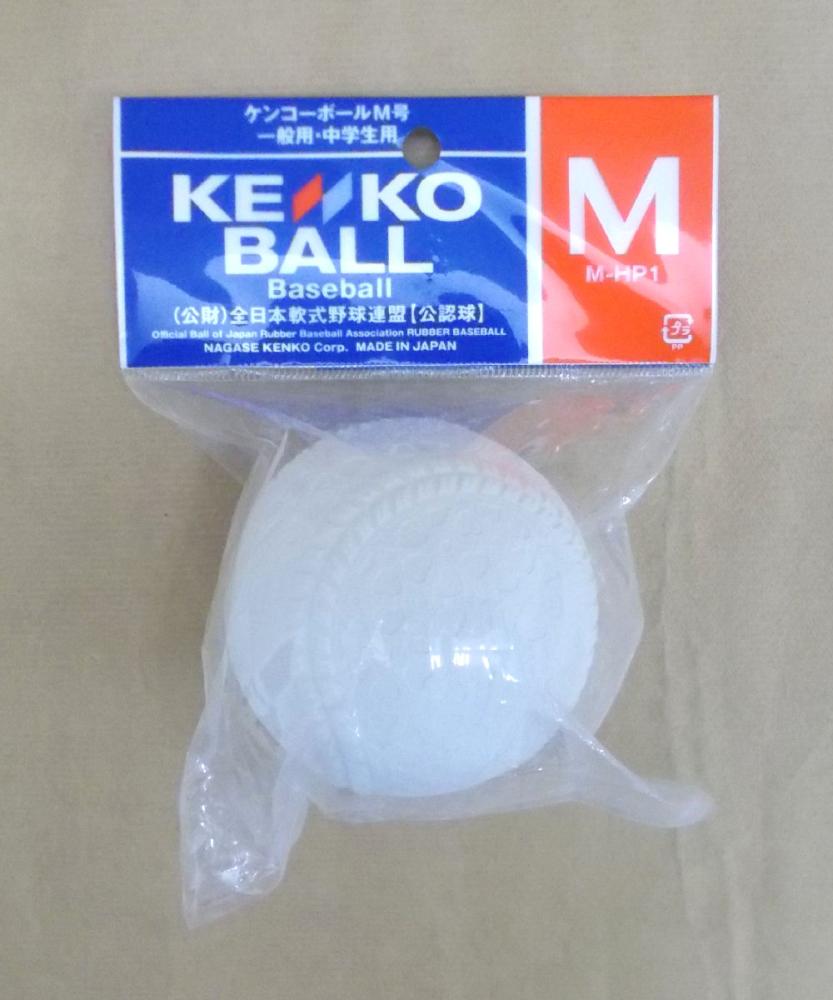 ケンコーボールM号
一般用・中学生用
KENKO
BALL
Baseball
(公財)全日本軟式野球連盟【公認球】
Official Ball of Japan Rubber Baseball Association RUBBER BASEBALL
NAGASE KENKO Corp. MADE IN JAPAN
M
M-HP1
プラ
PP